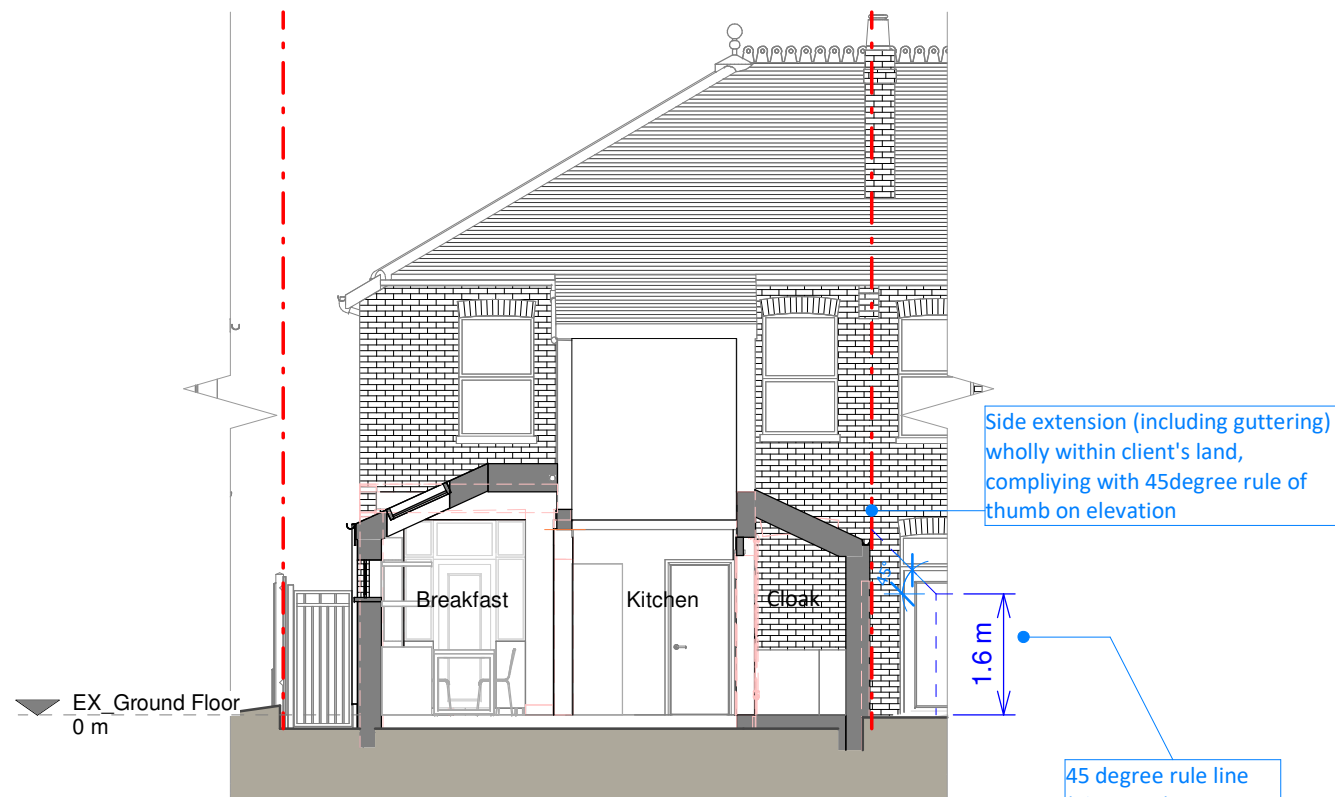 Side extension (including guttering)
wholly within client's land,
compliying with 45degree rule of
thumb on elevation
45°
Breakfast
Kitchen
Cloak
1.6 m
EX_Ground Floor
0 m
45 degree rule line